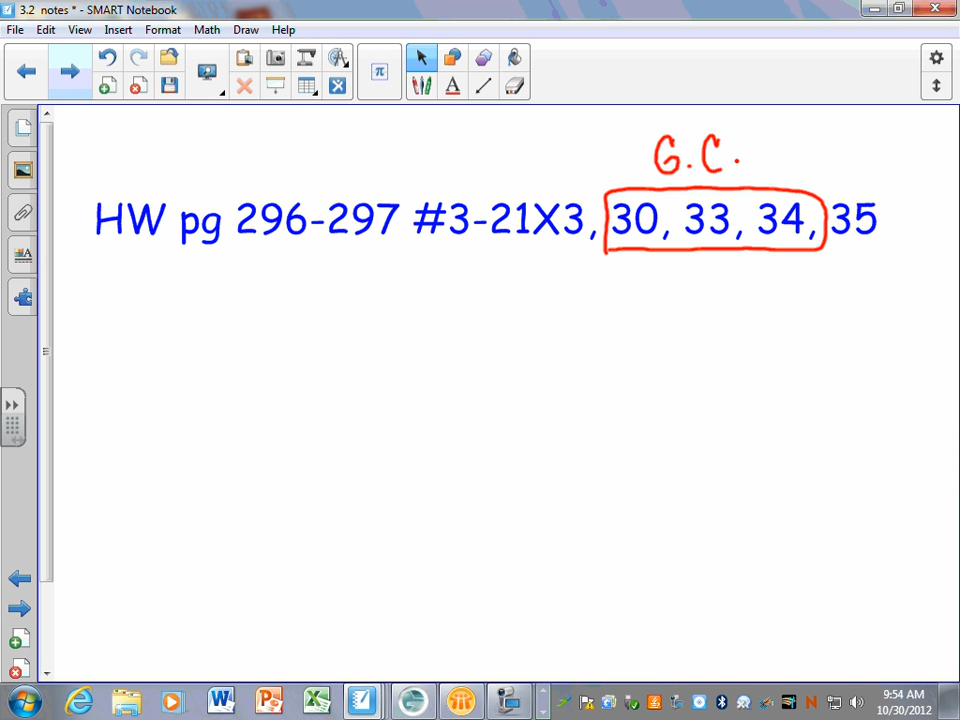 3.2 notes * - SMART Notebook
File Edit View Insert Format Math Draw Help
π
A
G.C.
HW pg 296-297 #3-21X3, 30, 33, 34, 35
9:54 AM
10/30/2012